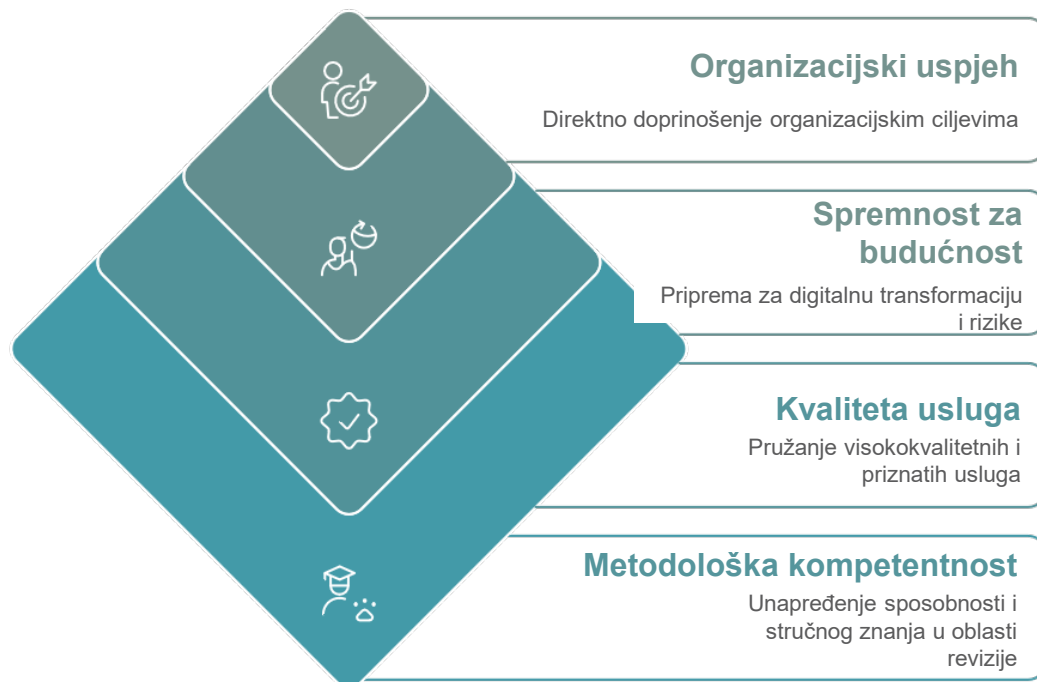 Organizacijski uspjeh
Direktno doprinošenje organizacijskim ciljevima
Spremnost za
budućnost
Priprema za digitalnu transformaciju
i rizike
Kvaliteta usluga
Pružanje visokokvalitetnih i
priznatih usluga
Metodološka kompetentnost
Unapređenje sposobnosti i
stručnog znanja u oblasti
revizije